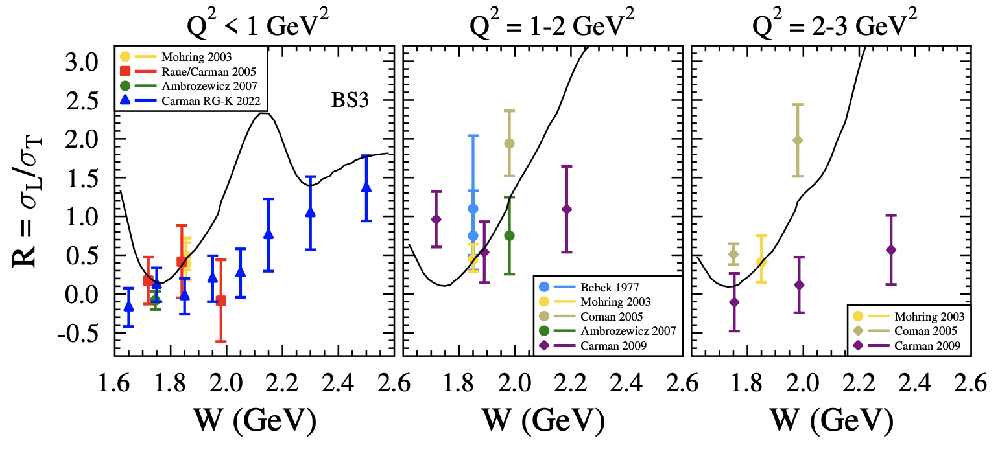 Q² < 1 GeV²
Q² = 1-2 GeV²
Q² = 2-3 GeV²
R = σL/σT
3.0
2.5
2.0
1.5
1.0
0.5
0.0
-0.5
Mohring 2003
Raue/Carman 2005
Ambrozewicz 2007
Carman RG-K 2022
BS3
Bebek 1977
Mohring 2003
Coman 2005
Ambrozewicz 2007
Carman 2009
Mohring 2003
Coman 2005
Carman 2009
1.6 1.8 2.0 2.2 2.4 2.6 1.8 2.0 2.2 2.4 2.6 1.8 2.0 2.2 2.4 2.6
W (GeV)
W (GeV)
W (GeV)